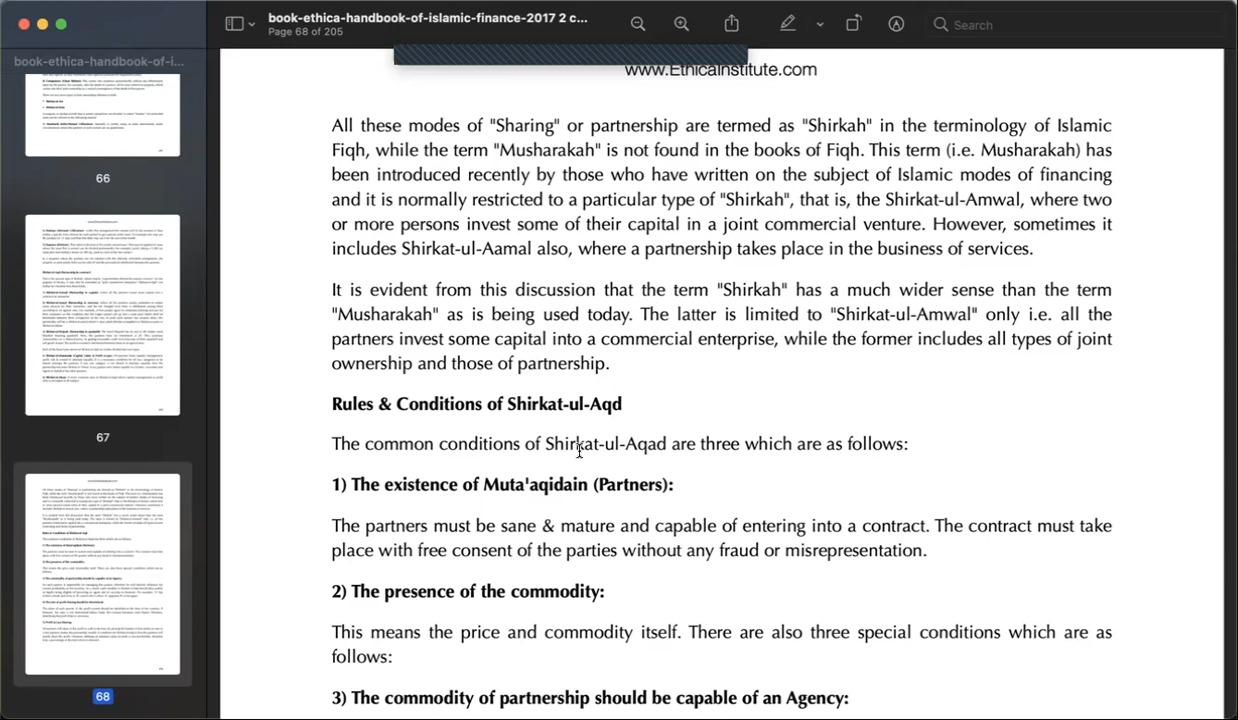 book-ethica-handbook-of-islamic-finance-2017 2 c...
Page 68 of 205
Search
book-ethica-handbook-of-i...
66
67
68
www.EthicaInstitute.com
All these modes of "Sharing" or partnership are termed as "Shirkah" in the terminology of Islamic
Fiqh, while the term "Musharakah" is not found in the books of Fiqh. This term (i.e. Musharakah) has
been introduced recently by those who have written on the subject of Islamic modes of financing
and it is normally restricted to a particular type of "Shirkah", that is, the Shirkat-ul-Amwal, where two
or more persons invest some of their capital in a joint commercial venture. However, sometimes it
includes Shirkat-ul-Aamal also, where a partnership takes place in the business of services.
It is evident from this discussion that the term "Shirkah" has a much wider sense than the term
"Musharakah" as is being used today. The latter is limited to "Shirkat-ul-Amwal" only i.e. all the
partners invest some capital into a commercial enterprise, while the former includes all types of joint
ownership and those of partnership.
Rules & Conditions of Shirkat-ul-Aqd
The common conditions of Shirkat-ul-Aqad are three which are as follows:
1) The existence of Muta'aqudain (Partners):
The partners must be sane & mature and capable of entering into a contract. The contract must take
place with free consent of the parties without any fraud or misrepresentation.
2) The presence of the commodity:
This means the price and commodity itself. There are also three special conditions which are as
follows:
3) The commodity of partnership should be capable of an Agency: